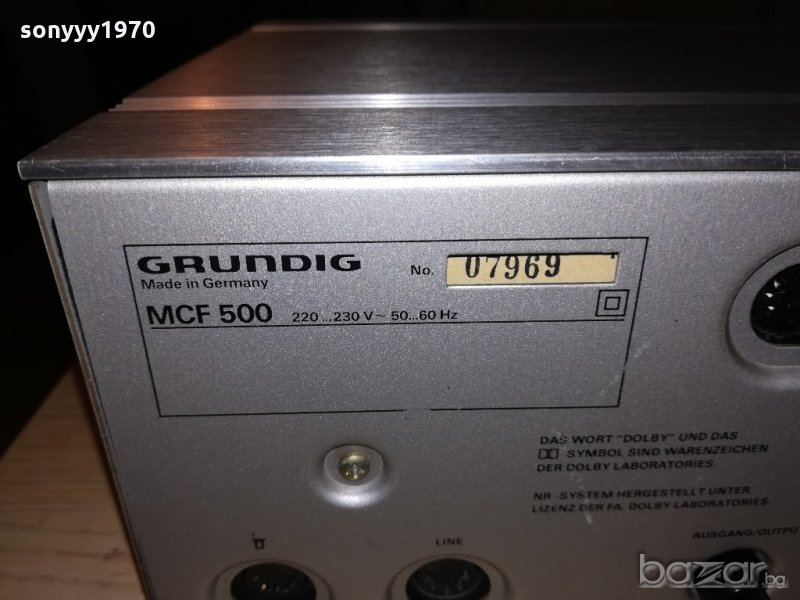 sonyyy1970
GRUNDIG No. 07969
Made in Germany
MCF 500 220...230 V~ 50...60 Hz
DAS WORT "DOLBY" UND DAS
SYMBOL SIND WARENZEICHEN
DER DOLBY LABORATORIES.
NR-SYSTEM HERGESTELLT UNTER
LIZENZ DER FA. DOLBY LABORATORIES.
AUSGANG/OUTPUT
LINE
bazar.bg